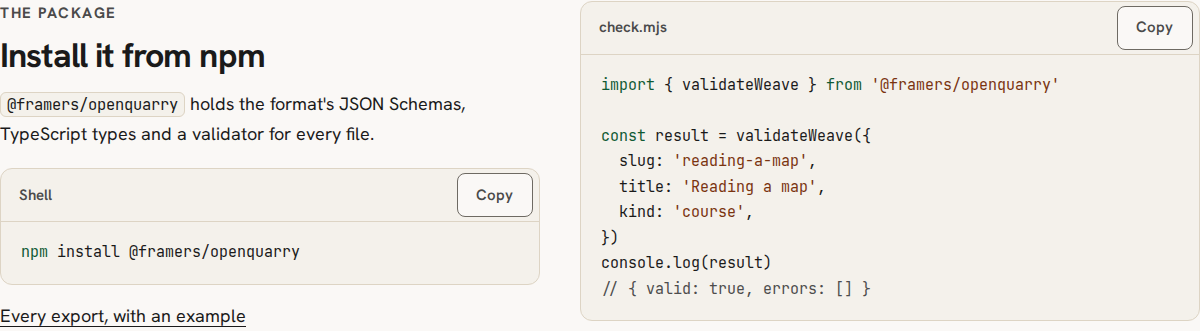 THE PACKAGE
Install it from npm
@framers/openquarry holds the format's JSON Schemas,
TypeScript types and a validator for every file.
Shell
Copy
npm install @framers/openquarry
Every export, with an example
check.mjs
Copy
import { validateWeave } from '@framers/openquarry'
const result = validateWeave({
  slug: 'reading-a-map',
  title: 'Reading a map',
  kind: 'course',
})
console.log(result)
// { valid: true, errors: [] }